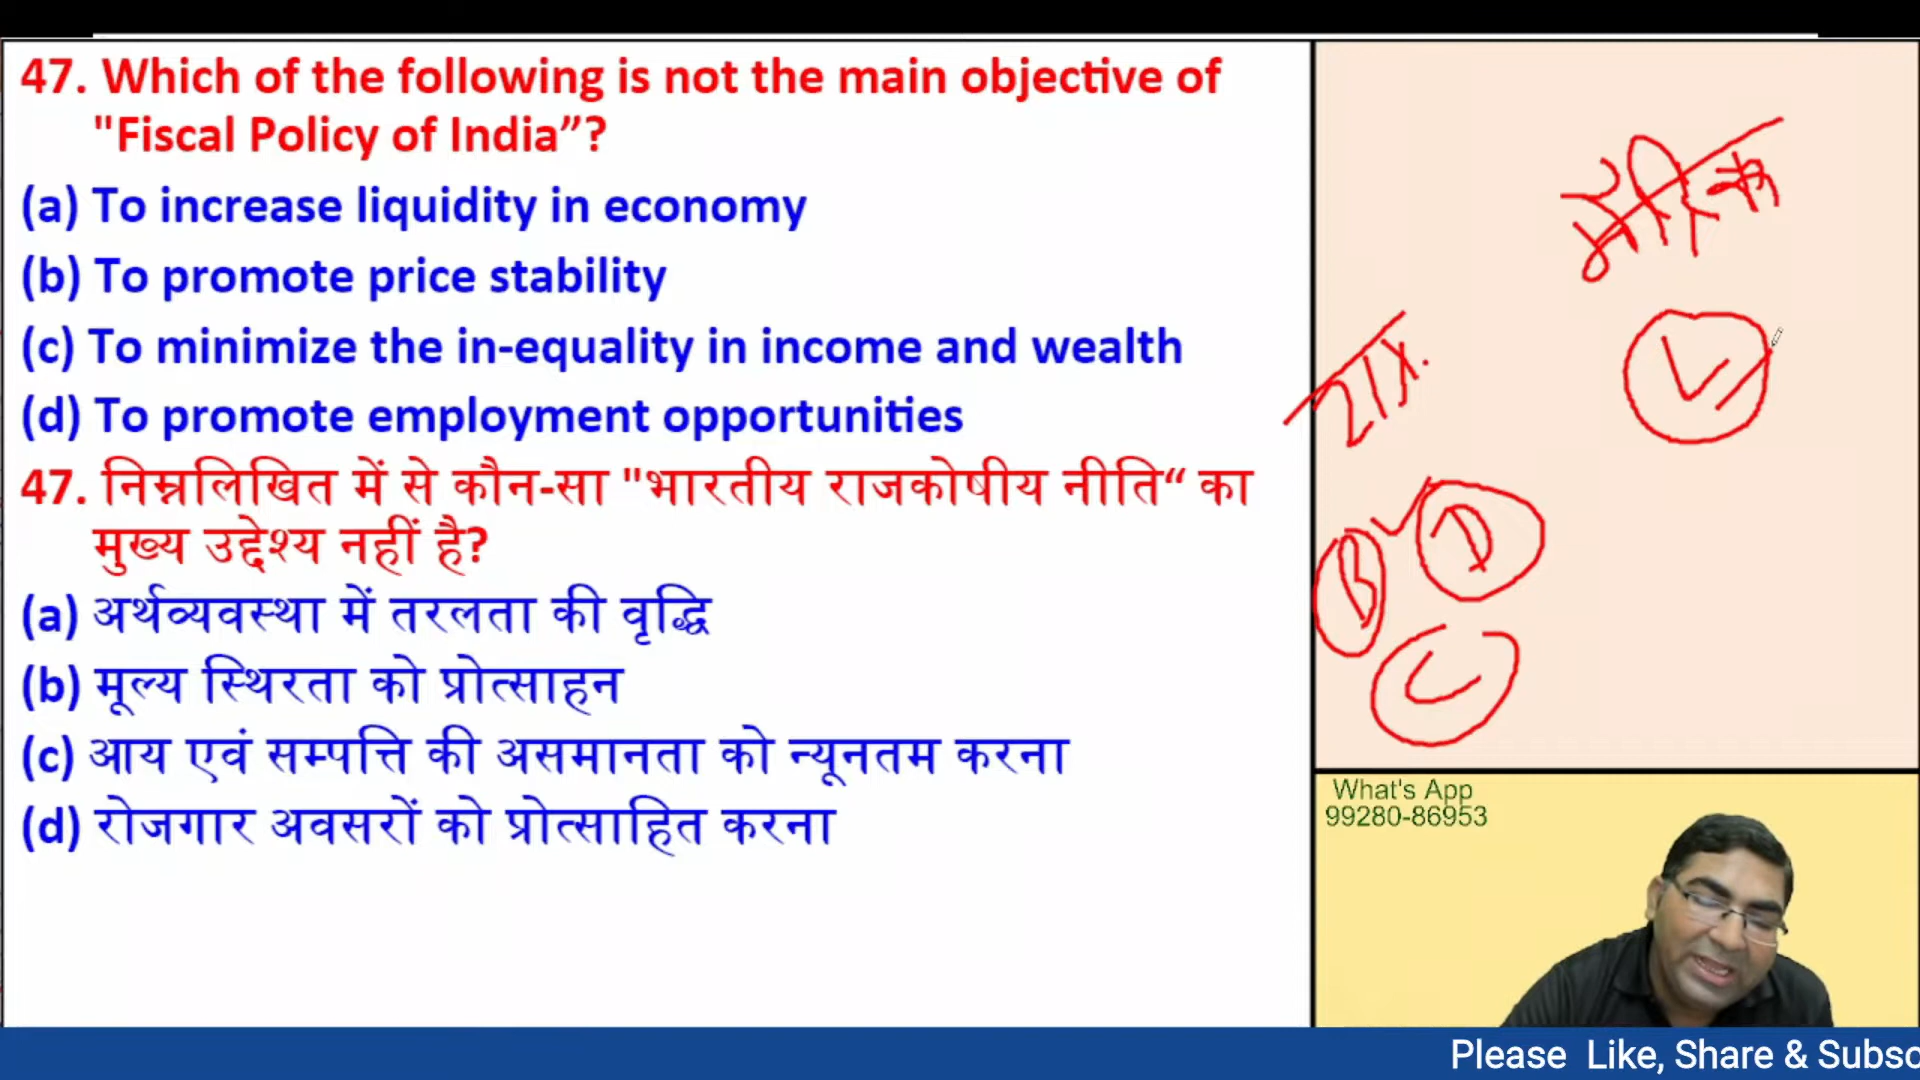 47. Which of the following is not the main objective of
"Fiscal Policy of India”?
(a) To increase liquidity in economy
(b) To promote price stability
(c) To minimize the in-equality in income and wealth
(d) To promote employment opportunities
47. निम्नलिखित में से कौन-सा "भारतीय राजकोषीय नीति“ का
मुख्य उद्देश्य नहीं है?
(a) अर्थव्यवस्था में तरलता की वृद्धि
(b) मूल्य स्थिरता को प्रोत्साहन
(c) आय एवं सम्पत्ति की असमानता को न्यूनतम करना
(d) रोजगार अवसरों को प्रोत्साहित करना
B D
C
What's App
99280-86953
Please Like, Share & Subsc